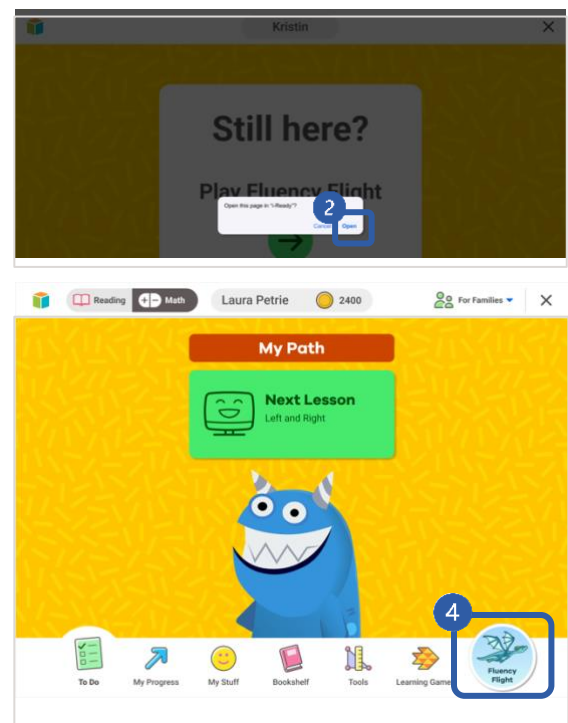 Kristin
Still here?
Play Fluency Flight
Open this page in "i-Ready"?
2
Cancel Open
Reading Math Laura Petrie 2400 For Families
My Path
Next Lesson
Left and Right
4
To Do My Progress My Stuff Bookshelf Tools Learning Game Fluency Flight